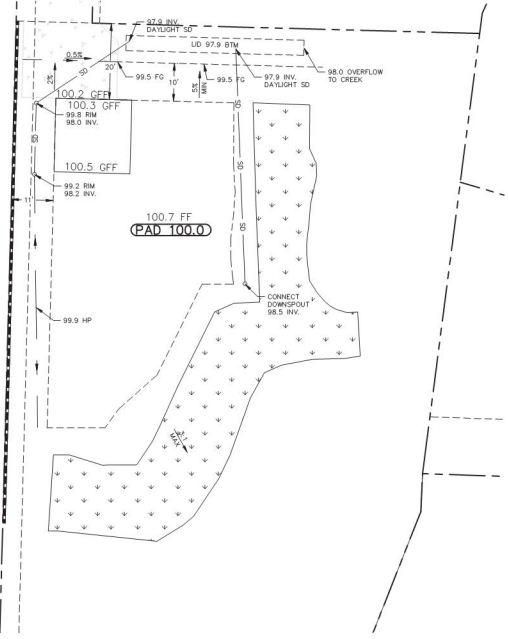 97.9 INV.
DAYLIGHT SD
LID 97.9 BTM
0.5%
20'
SD
99.5 FG
99.5 FG
97.9 INV.
DAYLIGHT SD
98.0 OVERFLOW
TO CREEK
2%
10'
5%
MIN
100.2 GFF
100.3 GFF
SD
99.8 RIM
98.0 INV.
SD
SD
100.5 GFF
99.2 RIM
98.2 INV.
11'
100.7 FF
PAD 100.0
SD
CONNECT
DOWNSPOUT
98.5 INV.
99.9 HP
3:1
MAX